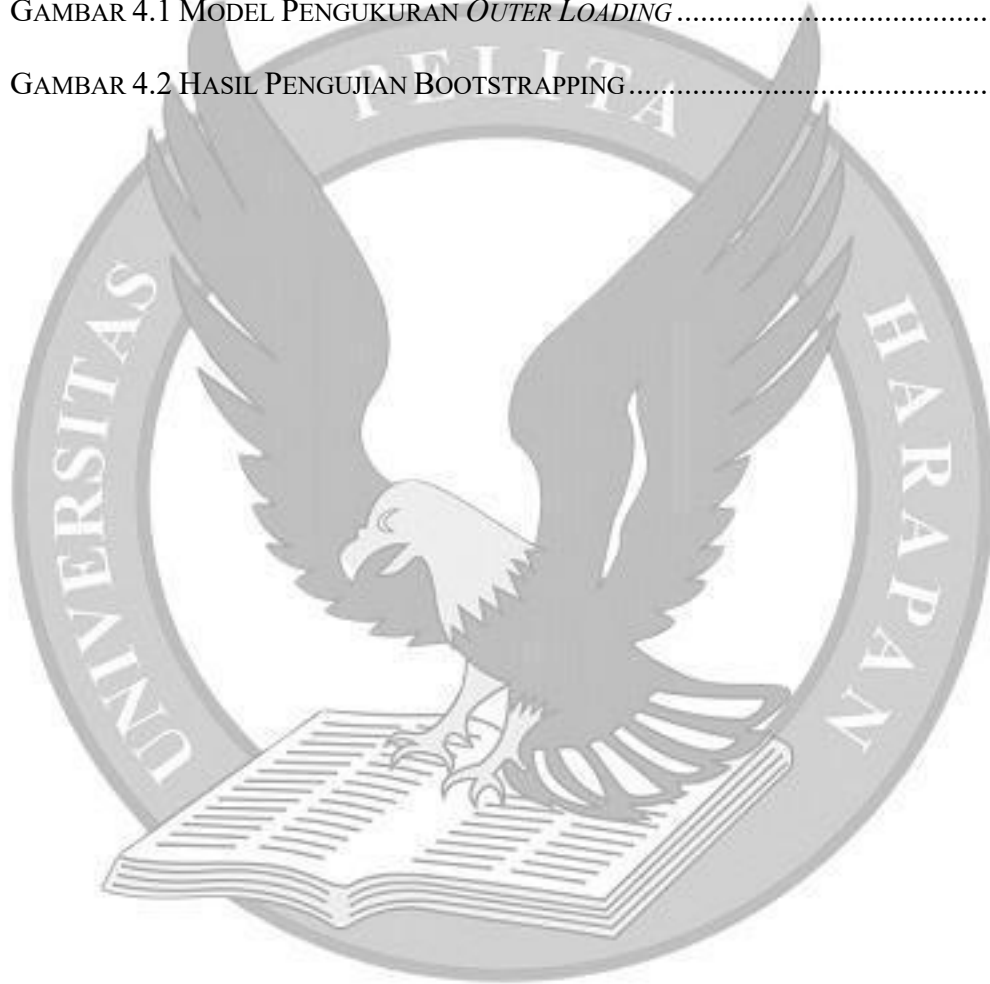 GAMBAR 4.1 MODEL PENGUKURAN OUTER LOADING ........................................
GAMBAR 4.2 HASIL PENGUJIAN BOOTSTRAPPING ..............................................
UNIVERSITAS PELITA HARAPAN